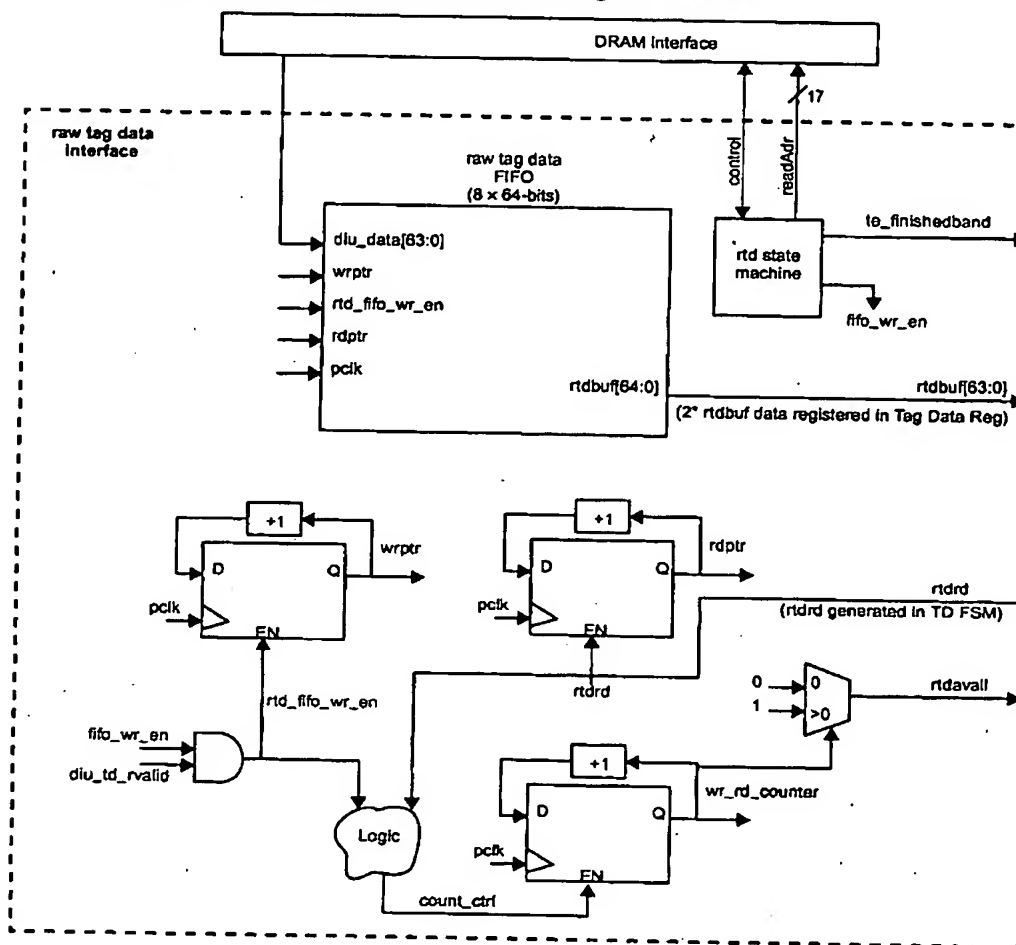 DRAM Interface
17
raw tag data
interface
raw tag data
FIFO
(8 x 64-bits)
control
readAdr
diu_data[63:0]
wrptr
rtd_fifo_wr_en
rdptr
pclk
rtd state
machine
te_finishedband
fifo_wr_en
rtdbuf[64:0]
rtdbuf[63:0]
(2* rtdbuf data registered in Tag Data Reg)
+1
wrptr
D
Q
pclk
EN
+1
rdptr
D
Q
pclk
EN
rtdrd
rtdrd
(rtdrd generated in TD FSM)
rtd_fifo_wr_en
fifo_wr_en
diu_td_rvalid
0
0
1
>0
rtdavail
Logic
count_ctrl
+1
wr_rd_counter
D
Q
pclk
EN